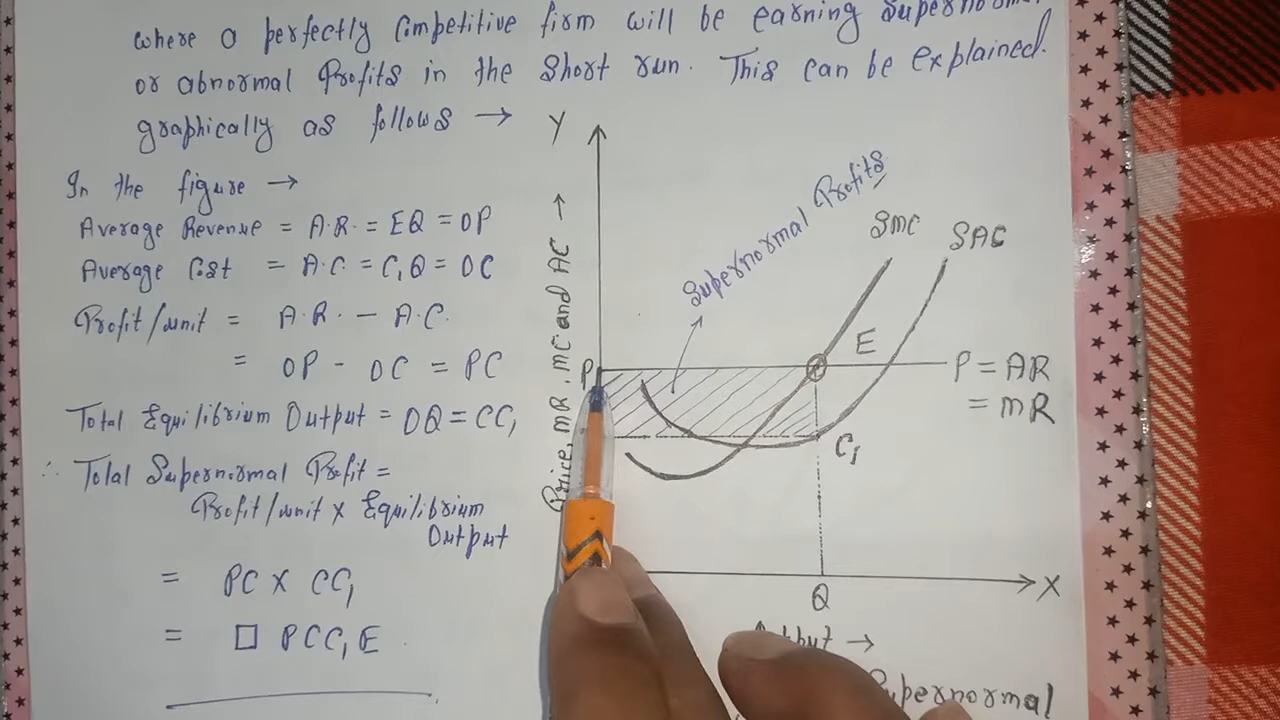 where a perfectly Competitive firm will be earning
or abnormal Profits in the Short run. This can be explained.
graphically as follows →
In the figure →
Average Revenue = A.R. = EQ = OP
Average Cost = A.C. = C₁Q = OC
Profit/unit = A.R. - A.C.
= OP - OC = PC
Total Equilibrium Output = OQ = CC₁
∴ Total Supernormal Profit =
Profit/unit x Equilibrium
Output
= PC x CC₁
= □ PCC₁E
Y
Price, MR, MC and AC →
Supernormal Profits
SMC
SAC
P
E
P = AR
= MR
C₁
Q
X
→
Supernormal